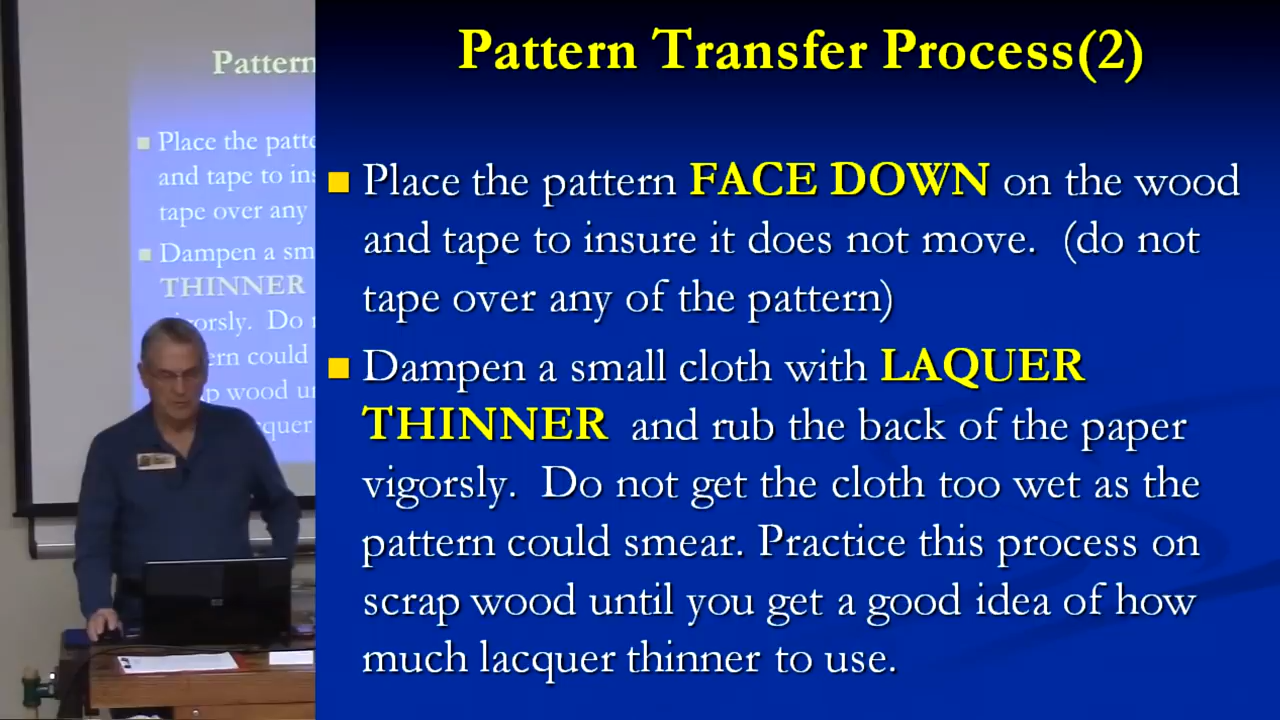 Pattern Transfer Process(2)
Place the pattern FACE DOWN on the wood
and tape to insure it does not move. (do not
tape over any of the pattern)
Dampen a small cloth with LAQUER
THINNER and rub the back of the paper
vigorsly. Do not get the cloth too wet as the
pattern could smear. Practice this process on
scrap wood until you get a good idea of how
much lacquer thinner to use.
Pattern
Place the patte
and tape to ins
tape over any
Dampen a sm
THINNER
vigorsly. Do
ern could
p wood un
quer